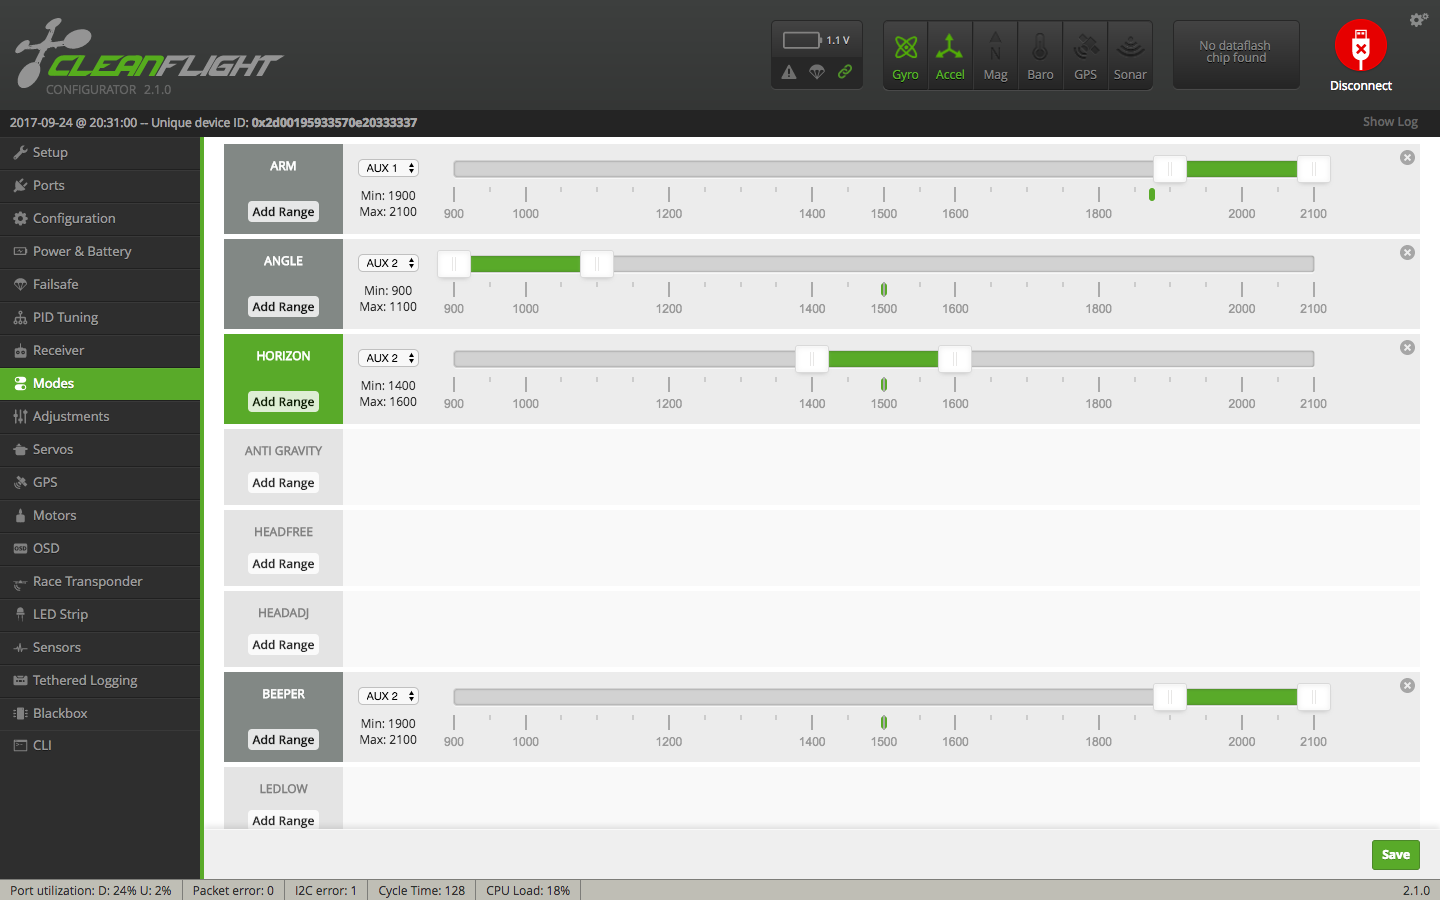 CLEANFLIGHT
CONFIGURATOR 2.1.0
1.1 V
Gyro
Accel
Mag
Baro
GPS
Sonar
No dataflash
chip found
Disconnect
2017-09-24 @ 20:31:00 -- Unique device ID: 0x2d00195933570e20333337
Show Log
Setup
Ports
Configuration
Power & Battery
Failsafe
PID Tuning
Receiver
Modes
Adjustments
Servos
GPS
Motors
OSD
Race Transponder
LED Strip
Sensors
Tethered Logging
Blackbox
CLI
ARM
Add Range
AUX 1
Min: 1900
Max: 2100
900 1000 1200 1400 1500 1600 1800 2000 2100
ANGLE
Add Range
AUX 2
Min: 900
Max: 1100
900 1000 1200 1400 1500 1600 1800 2000 2100
HORIZON
Add Range
AUX 2
Min: 1400
Max: 1600
900 1000 1200 1400 1500 1600 1800 2000 2100
ANTI GRAVITY
Add Range
HEADFREE
Add Range
HEADADJ
Add Range
BEEPER
Add Range
AUX 2
Min: 1900
Max: 2100
900 1000 1200 1400 1500 1600 1800 2000 2100
LEDLOW
Add Range
Save
Port utilization: D: 24% U: 2%
Packet error: 0
I2C error: 1
Cycle Time: 128
CPU Load: 18%
2.1.0